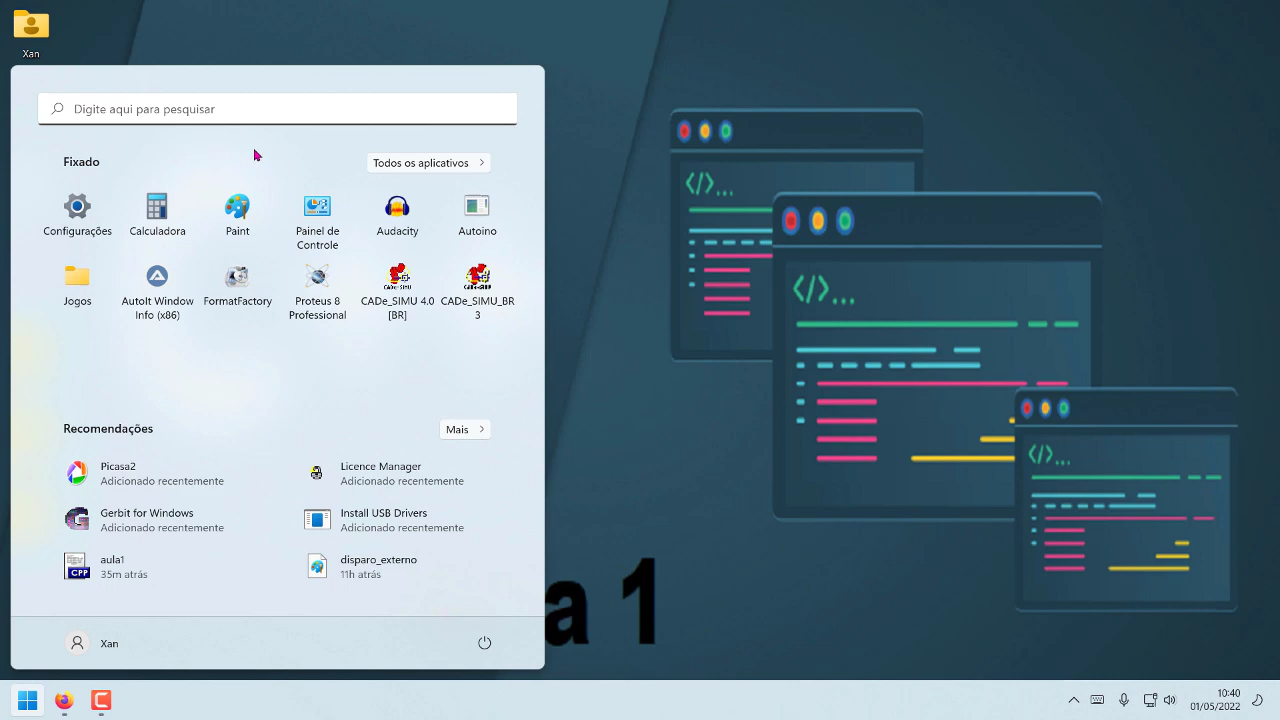 Xan
Digite aqui para pesquisar
Fixado
Todos os aplicativos
Configurações
Calculadora
Paint
Painel de
Controle
Audacity
Autoino
Jogos
AutoIt Window
Info (x86)
FormatFactory
Proteus 8
Professional
CADe_SIMU 4.0
[BR]
CADe_SIMU_BR
3
Recomendações
Mais
Picasa2
Adicionado recentemente
Licence Manager
Adicionado recentemente
Gerbit for Windows
Adicionado recentemente
Install USB Drivers
Adicionado recentemente
CPP
aula1
35m atrás
disparo_externo
11h atrás
a 1
Xan
</>...
</>...
</>...
10:40
01/05/2022